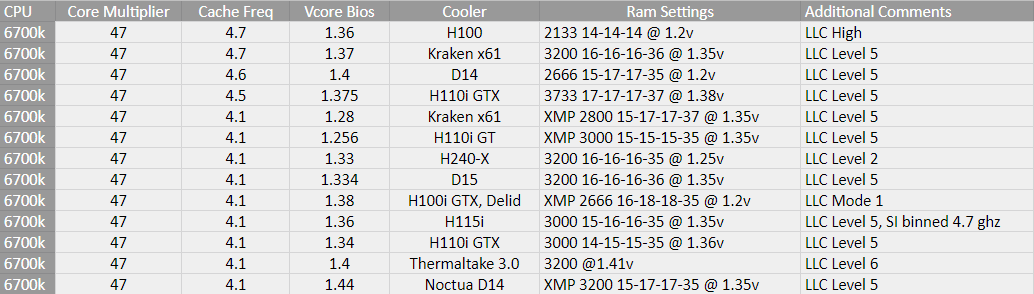 CPU Core Multiplier Cache Freq Vcore Bios Cooler Ram Settings Additional Comments
6700k 47 4.7 1.36 H100 2133 14-14-14 @ 1.2v LLC High
6700k 47 4.7 1.37 Kraken x61 3200 16-16-16-36 @ 1.35v LLC Level 5
6700k 47 4.6 1.4 D14 2666 15-17-17-35 @ 1.2v LLC Level 5
6700k 47 4.5 1.375 H110i GTX 3733 17-17-17-37 @ 1.38v LLC Level 5
6700k 47 4.1 1.28 Kraken x61 XMP 2800 15-17-17-37 @ 1.35v LLC Level 5
6700k 47 4.1 1.256 H110i GT XMP 3000 15-15-15-35 @ 1.35v LLC Level 5
6700k 47 4.1 1.33 H240-X 3200 16-16-16-35 @ 1.25v LLC Level 2
6700k 47 4.1 1.334 D15 3200 16-16-16-36 @ 1.35v LLC Level 5
6700k 47 4.1 1.38 H100i GTX, Delid XMP 2666 16-18-18-35 @ 1.2v LLC Mode 1
6700k 47 4.1 1.36 H115i 3000 15-16-16-35 @ 1.35v LLC Level 5, SI binned 4.7 ghz
6700k 47 4.1 1.34 H110i GTX 3000 14-15-15-35 @ 1.36v LLC Level 5
6700k 47 4.1 1.4 Thermaltake 3.0 3200 @1.41v LLC Level 6
6700k 47 4.1 1.44 Noctua D14 XMP 3200 15-17-17-35 @ 1.35v LLC Level 5